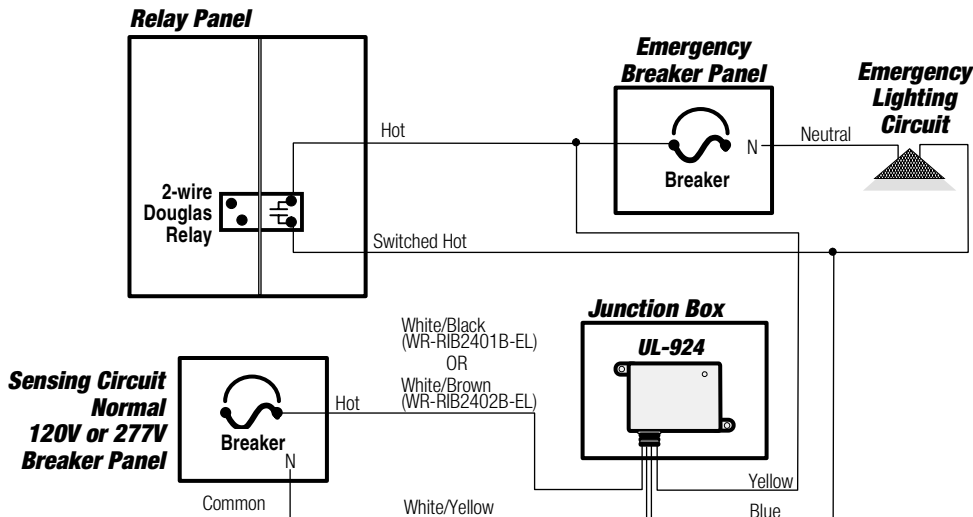 Relay Panel
Emergency
Breaker Panel
Emergency
Lighting
Circuit
Hot
N
Neutral
Breaker
2-wire
Douglas
Relay
Switched Hot
Junction Box
UL-924
White/Black
(WR-RIB2401B-EL)
OR
White/Brown
(WR-RIB2402B-EL)
Sensing Circuit
Normal
120V or 277V
Breaker Panel
Hot
Breaker
N
Yellow
Common
White/Yellow
Blue